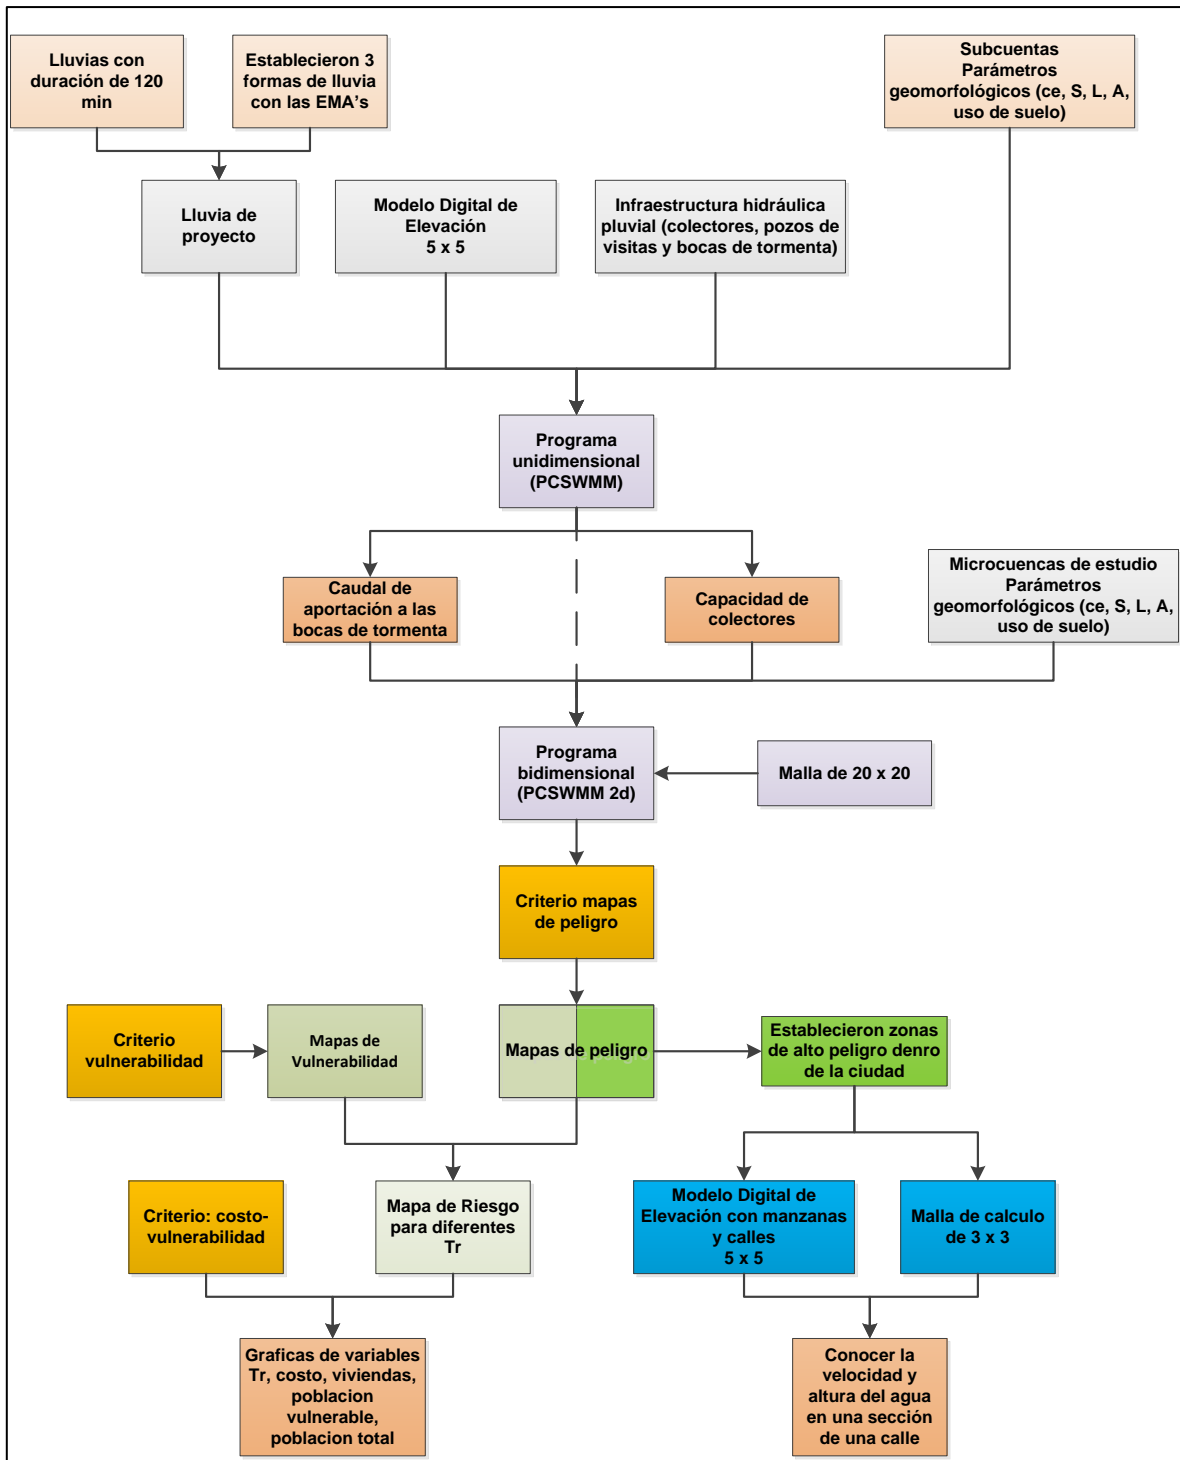 Lluvias con
duración de 120
min
Establecieron 3
formas de lluvia
con las EMA's
Subcuentas
Parámetros
geomorfológicos (ce, S, L, A,
uso de suelo)
Lluvia de
proyecto
Modelo Digital de
Elevación
5 x 5
Infraestructura hidráulica
pluvial (colectores, pozos de
visitas y bocas de tormenta)
Programa
unidimensional
(PCSWMM)
Caudal de
aportación a las
bocas de tormenta
Capacidad de
colectores
Microcuencas de estudio
Parámetros
geomorfológicos (ce, S, L, A,
uso de suelo)
Programa
bidimensional
(PCSWMM 2d)
Malla de 20 x 20
Criterio mapas
de peligro
Criterio
vulnerabilidad
Mapas de
Vulnerabilidad
Mapas de peligro
Establecieron zonas
de alto peligro denro
de la ciudad
Criterio: costo-
vulnerabilidad
Mapa de Riesgo
para diferentes
Tr
Modelo Digital de
Elevación con manzanas
y calles
5 x 5
Malla de calculo
de 3 x 3
Graficas de variables
Tr, costo, viviendas,
poblacion
vulnerable,
poblacion total
Conocer la
velocidad y
altura del agua
en una sección
de una calle